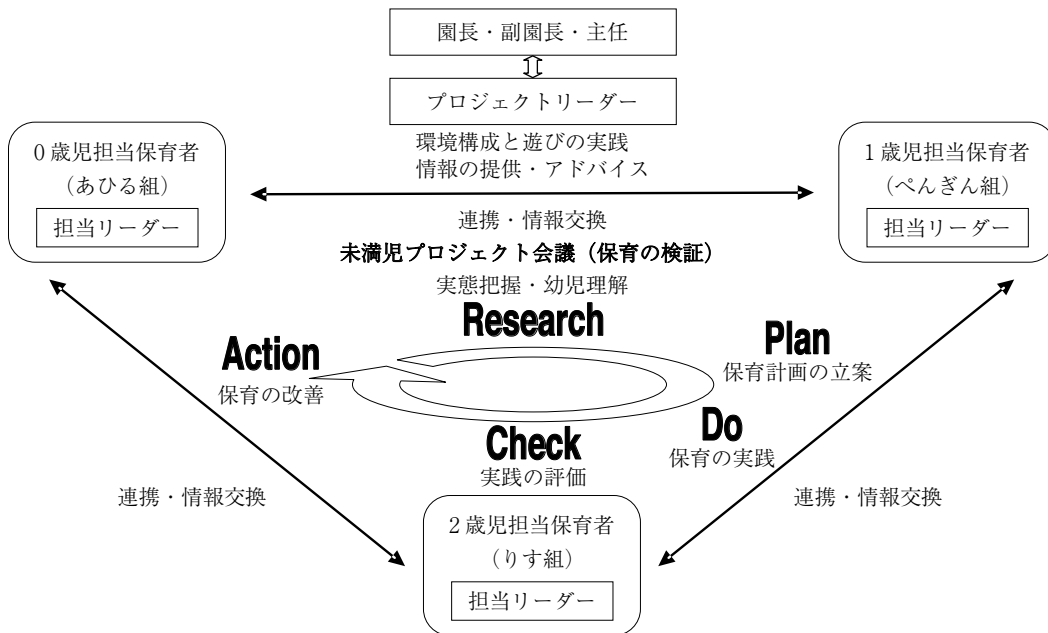 園長・副園長・主任
プロジェクトリーダー
環境構成と遊びの実践
情報の提供・アドバイス
0歳児担当保育者
(あひる組)
担当リーダー
1歳児担当保育者
(ぺんぎん組)
担当リーダー
連携・情報交換
未満児プロジェクト会議(保育の検証)
実態把握・幼児理解
Research
Plan
保育計画の立案
Do
保育の実践
Check
実践の評価
Action
保育の改善
連携・情報交換
連携・情報交換
2歳児担当保育者
(りす組)
担当リーダー